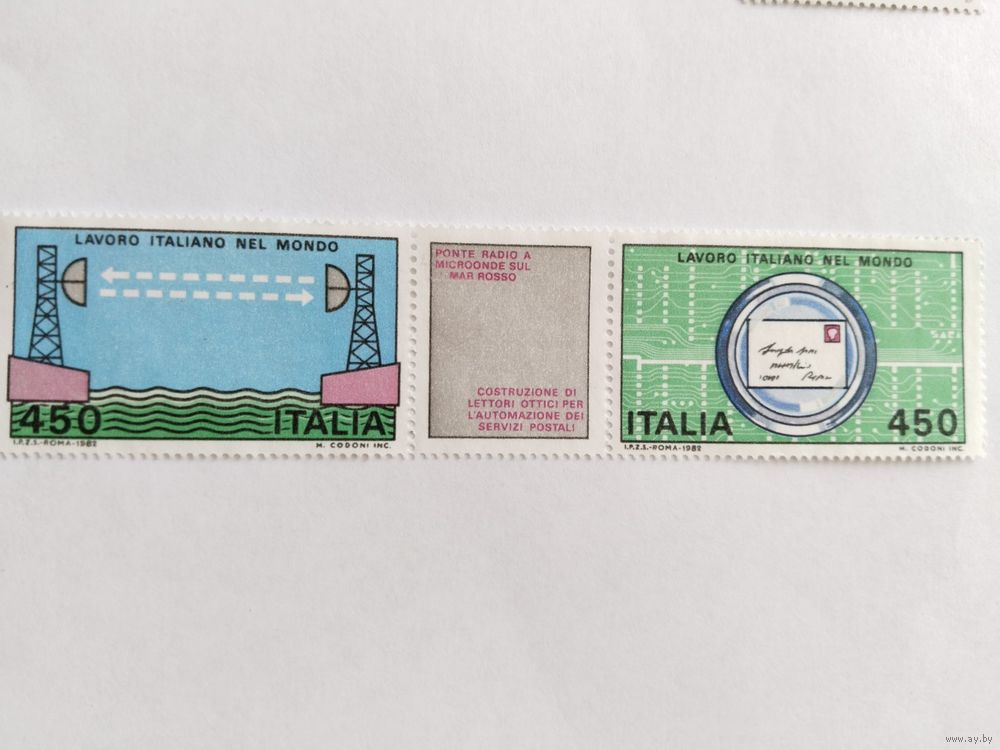 LAVORO ITALIANO NEL MONDO
450 ITALIA
I.P.Z.S.-ROMA-1982 M. CODONI INC.
PONTE RADIO A
MICROONDE SUL
MAR ROSSO
COSTRUZIONE DI
LETTORI OTTICI PER
L'AUTOMAZIONE DEI
SERVIZI POSTALI
LAVORO ITALIANO NEL MONDO
ITALIA 450
I.P.Z.S.-ROMA-1982 M. CODONI INC.
www.ay.by